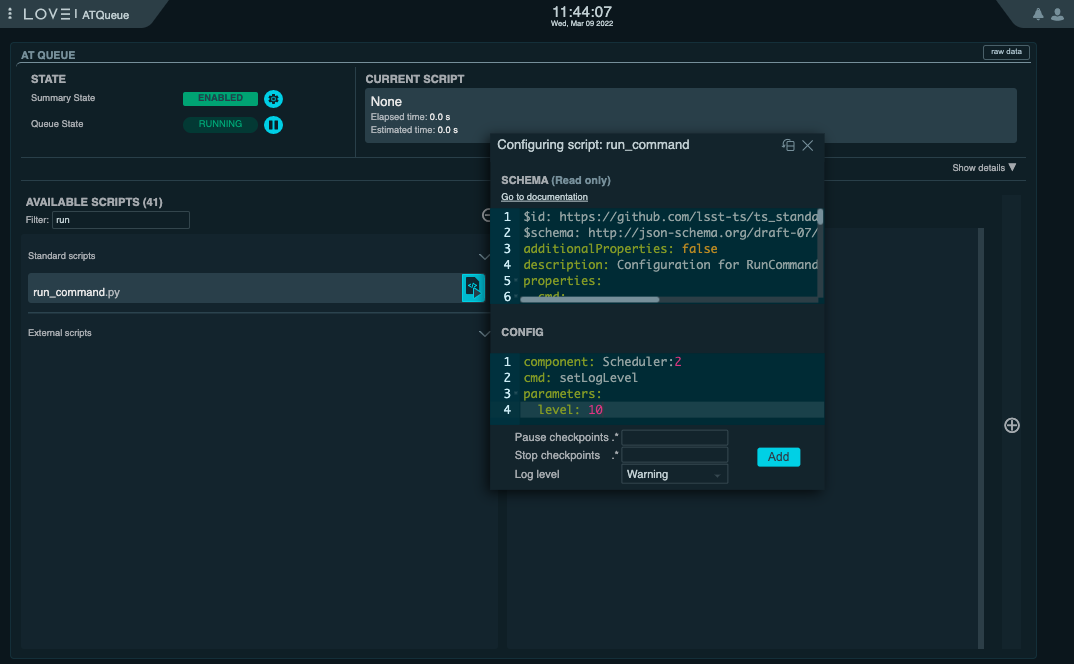 LOVE | ATQueue
11:44:07
Wed, Mar 09 2022
AT QUEUE
raw data
STATE
Summary State
ENABLED
Queue State
RUNNING
CURRENT SCRIPT
None
Elapsed time: 0.0 s
Estimated time: 0.0 s
Show details ▼
AVAILABLE SCRIPTS (41)
Filter: run
Standard scripts
run_command.py
External scripts
Configuring script: run_command
SCHEMA (Read only)
Go to documentation
1 $id: https://github.com/lsst-ts/ts_standa
2 $schema: http://json-schema.org/draft-07/
3 additionalProperties: false
4 description: Configuration for RunCommand
5 properties:
6 cmd:
CONFIG
1 component: Scheduler:2
2 cmd: setLogLevel
3 parameters:
4 level: 10
Pause checkpoints .*
Stop checkpoints .*
Log level Warning
Add